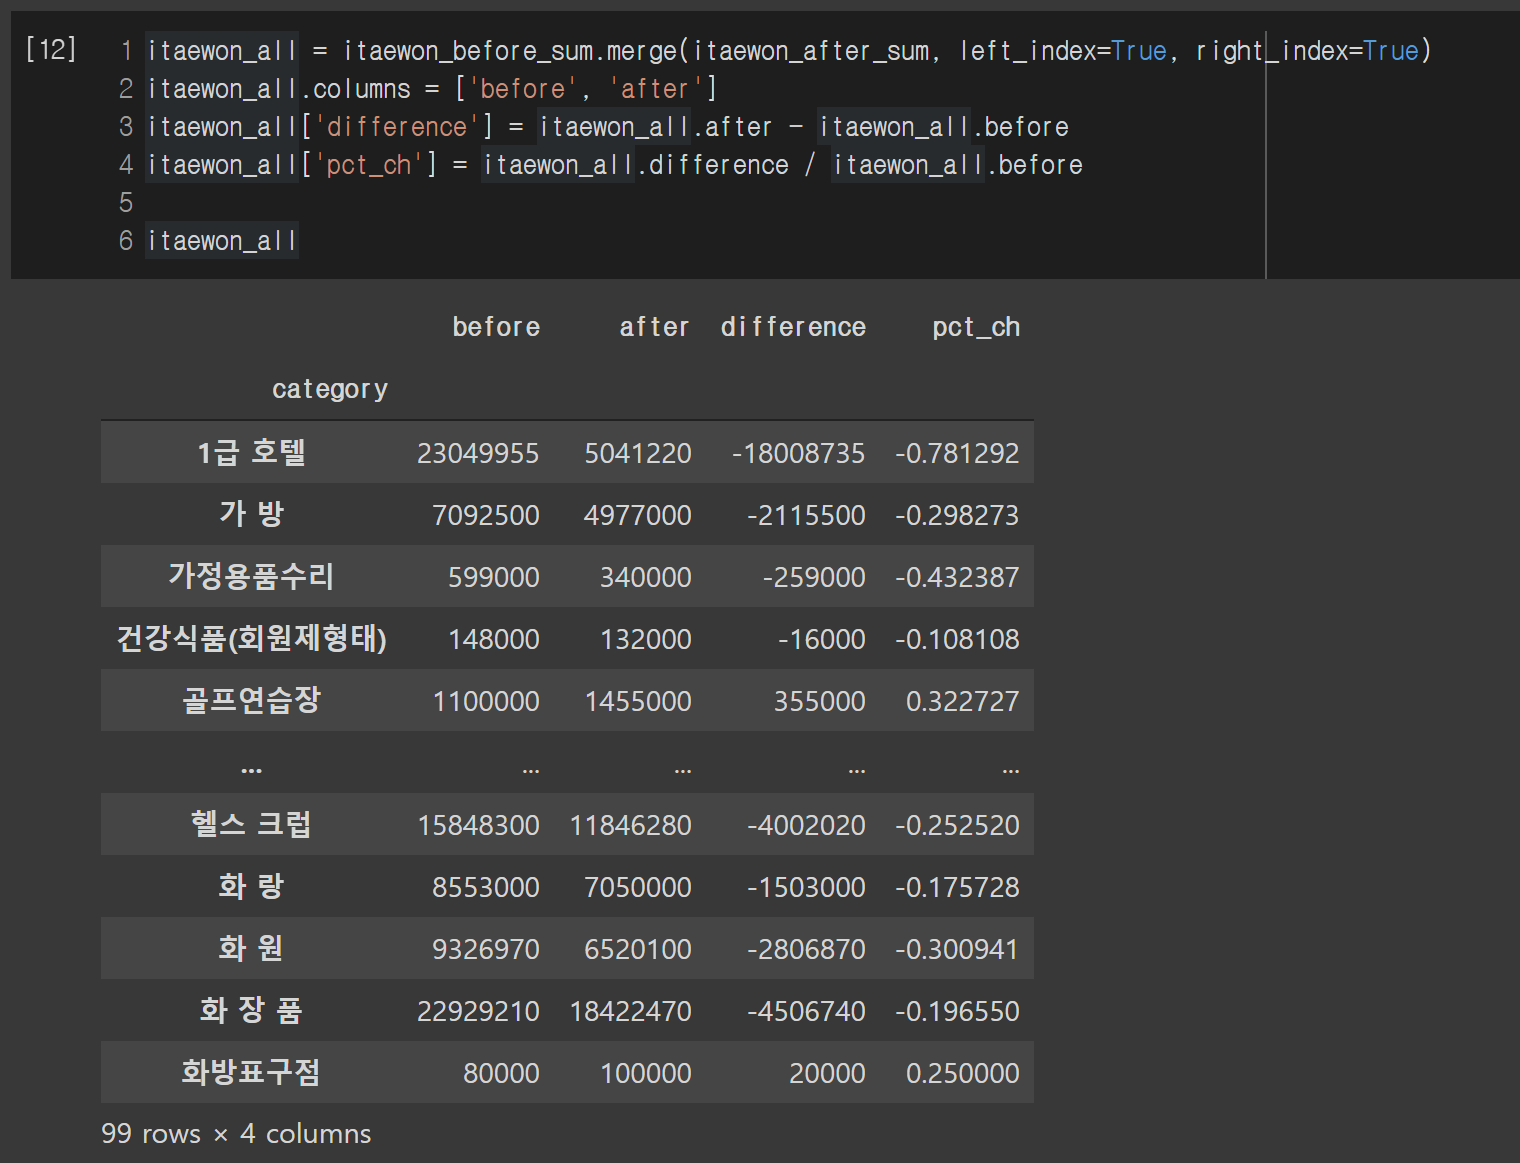 [12] 1 itaewon_all = itaewon_before_sum.merge(itaewon_after_sum, left_index=True, right_index=True)
2 itaewon_all.columns = ['before', 'after']
3 itaewon_all['difference'] = itaewon_all.after - itaewon_all.before
4 itaewon_all['pct_ch'] = itaewon_all.difference / itaewon_all.before
5
6 itaewon_all
before after difference pct_ch
category
1급 호텔 23049955 5041220 -18008735 -0.781292
가 방 7092500 4977000 -2115500 -0.298273
가정용품수리 599000 340000 -259000 -0.432387
건강식품(회원제형태) 148000 132000 -16000 -0.108108
골프연습장 1100000 1455000 355000 0.322727
... ... ... ... ...
헬스 크럽 15848300 11846280 -4002020 -0.252520
화 랑 8553000 7050000 -1503000 -0.175728
화 원 9326970 6520100 -2806870 -0.300941
화 장 품 22929210 18422470 -4506740 -0.196550
화방표구점 80000 100000 20000 0.250000
99 rows × 4 columns